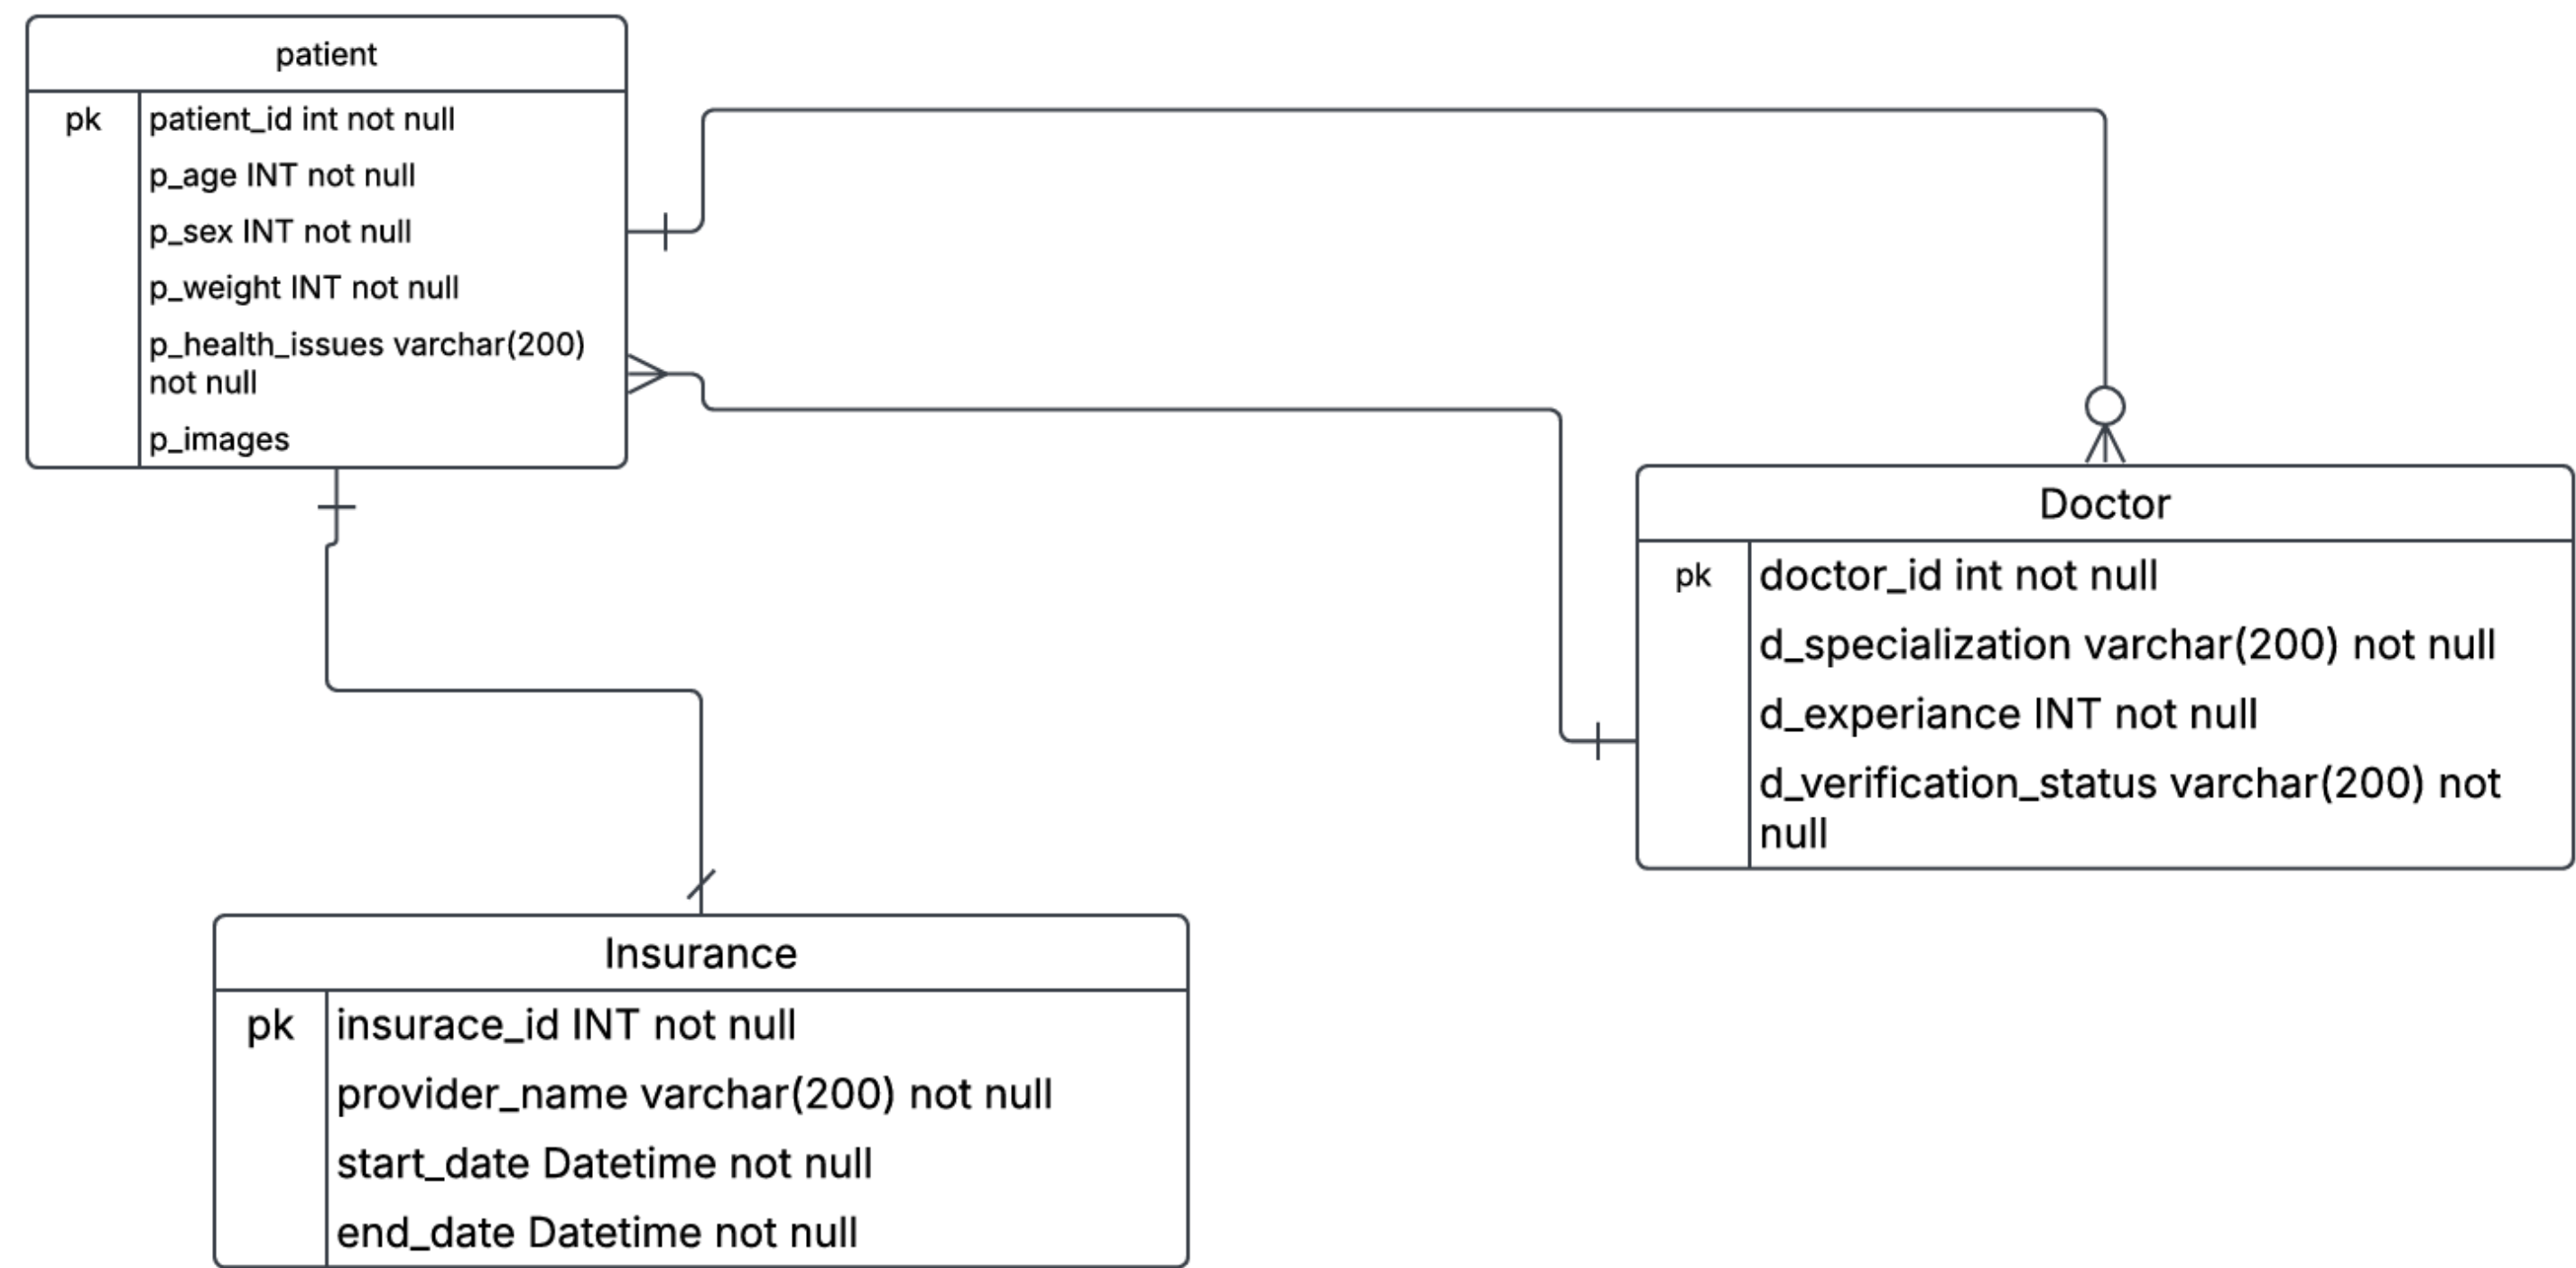 patient
pk
patient_id int not null
p_age INT not null
p_sex INT not null
p_weight INT not null
p_health_issues varchar(200)
not null
p_images
Doctor
pk
doctor_id int not null
d_specialization varchar(200) not null
d_experiance INT not null
d_verification_status varchar(200) not
null
Insurance
pk
insurace_id INT not null
provider_name varchar(200) not null
start_date Datetime not null
end_date Datetime not null